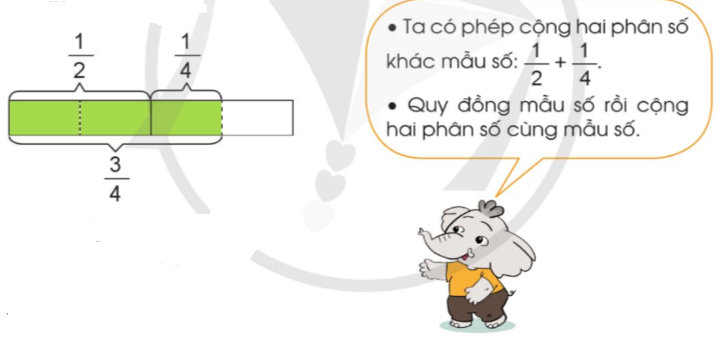 1/2 1/4
3/4
• Ta có phép cộng hai phân số
khác mẫu số: 1/2 + 1/4.
• Quy đồng mẫu số rồi cộng
hai phân số cùng mẫu số.